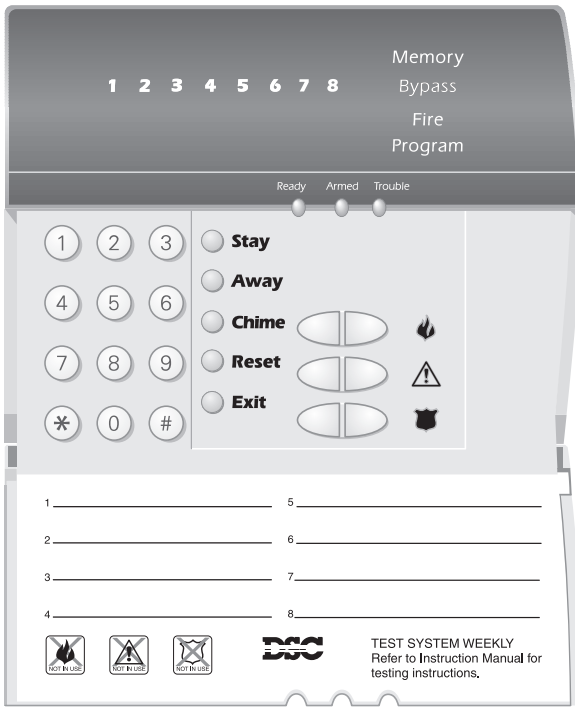 Memory
1 2 3 4 5 6 7 8 Bypass
Fire
Program
Ready Armed Trouble
1 2 3 Stay
Away
4 5 6 Chime
7 8 9 Reset
Exit
* 0 #
1 5
2 6
3 7
4 8
NOT IN USE NOT IN USE NOT IN USE
DSC
TEST SYSTEM WEEKLY
Refer to Instruction Manual for
testing instructions.